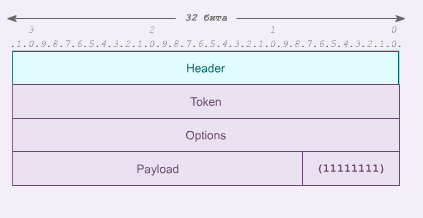 32 бита
3 2 1 0
.1.0.9.8.7.6.5.4.3.2.1.0.9.8.7.6.5.4.3.2.1.0.9.8.7.6.5.4.3.2.1.0.
Header
Token
Options
Payload (11111111)